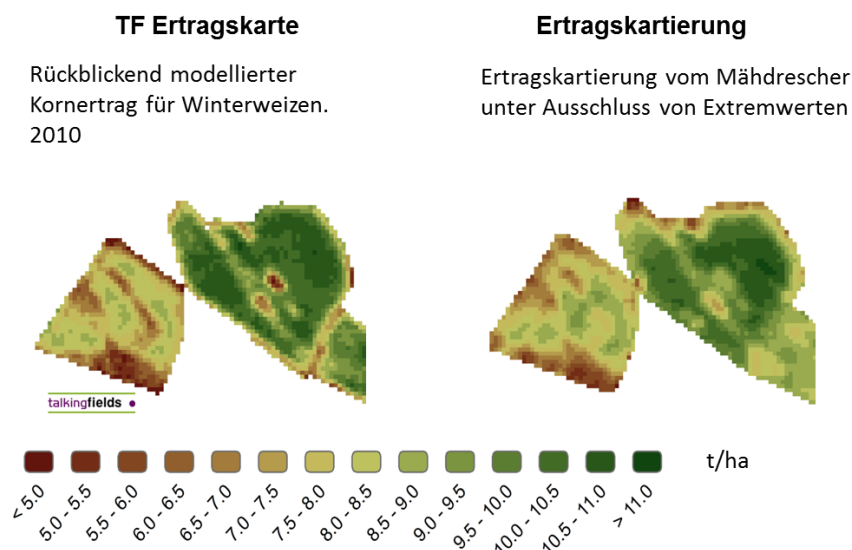 TF Ertragskarte
Rückblickend modellierter
Kornertrag für Winterweizen.
2010
Ertragskartierung
Ertragskartierung vom Mähdrescher
unter Ausschluss von Extremwerten
talkingfields
< 5.0
5.0 - 5.5
5.5 - 6.0
6.0 - 6.5
6.5 - 7.0
7.0 - 7.5
7.5 - 8.0
8.0 - 8.5
8.5 - 9.0
9.0 - 9.5
9.5 - 10.0
10.0 - 10.5
10.5 - 11.0
> 11.0
t/ha